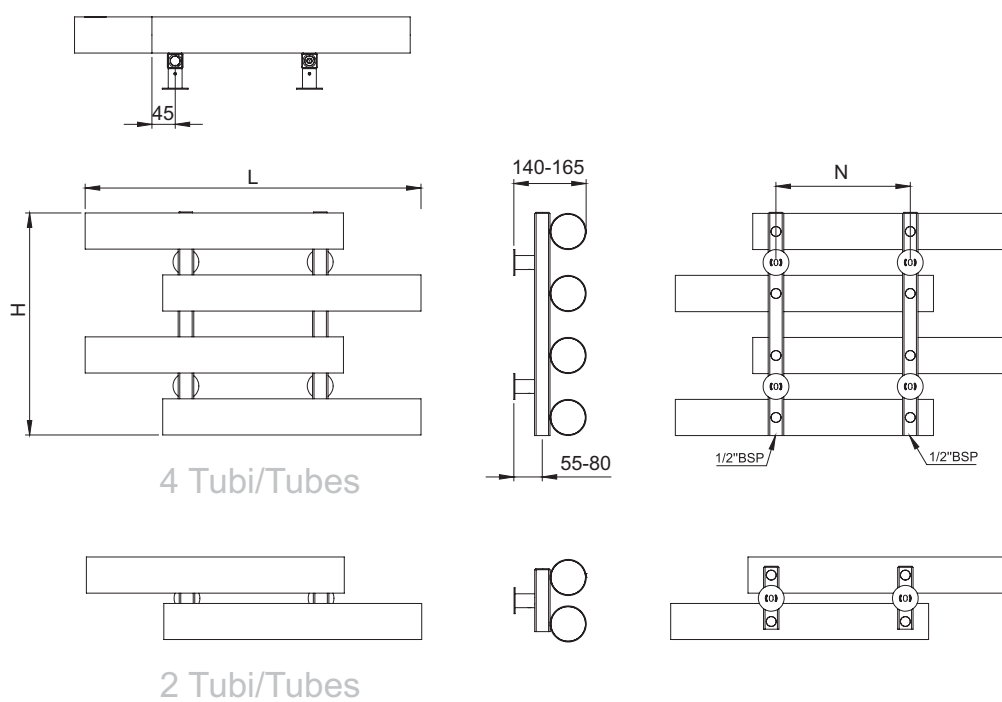 45
L
140-165
N
H
55-80
1/2"BSP
1/2"BSP
4 Tubi/Tubes
2 Tubi/Tubes